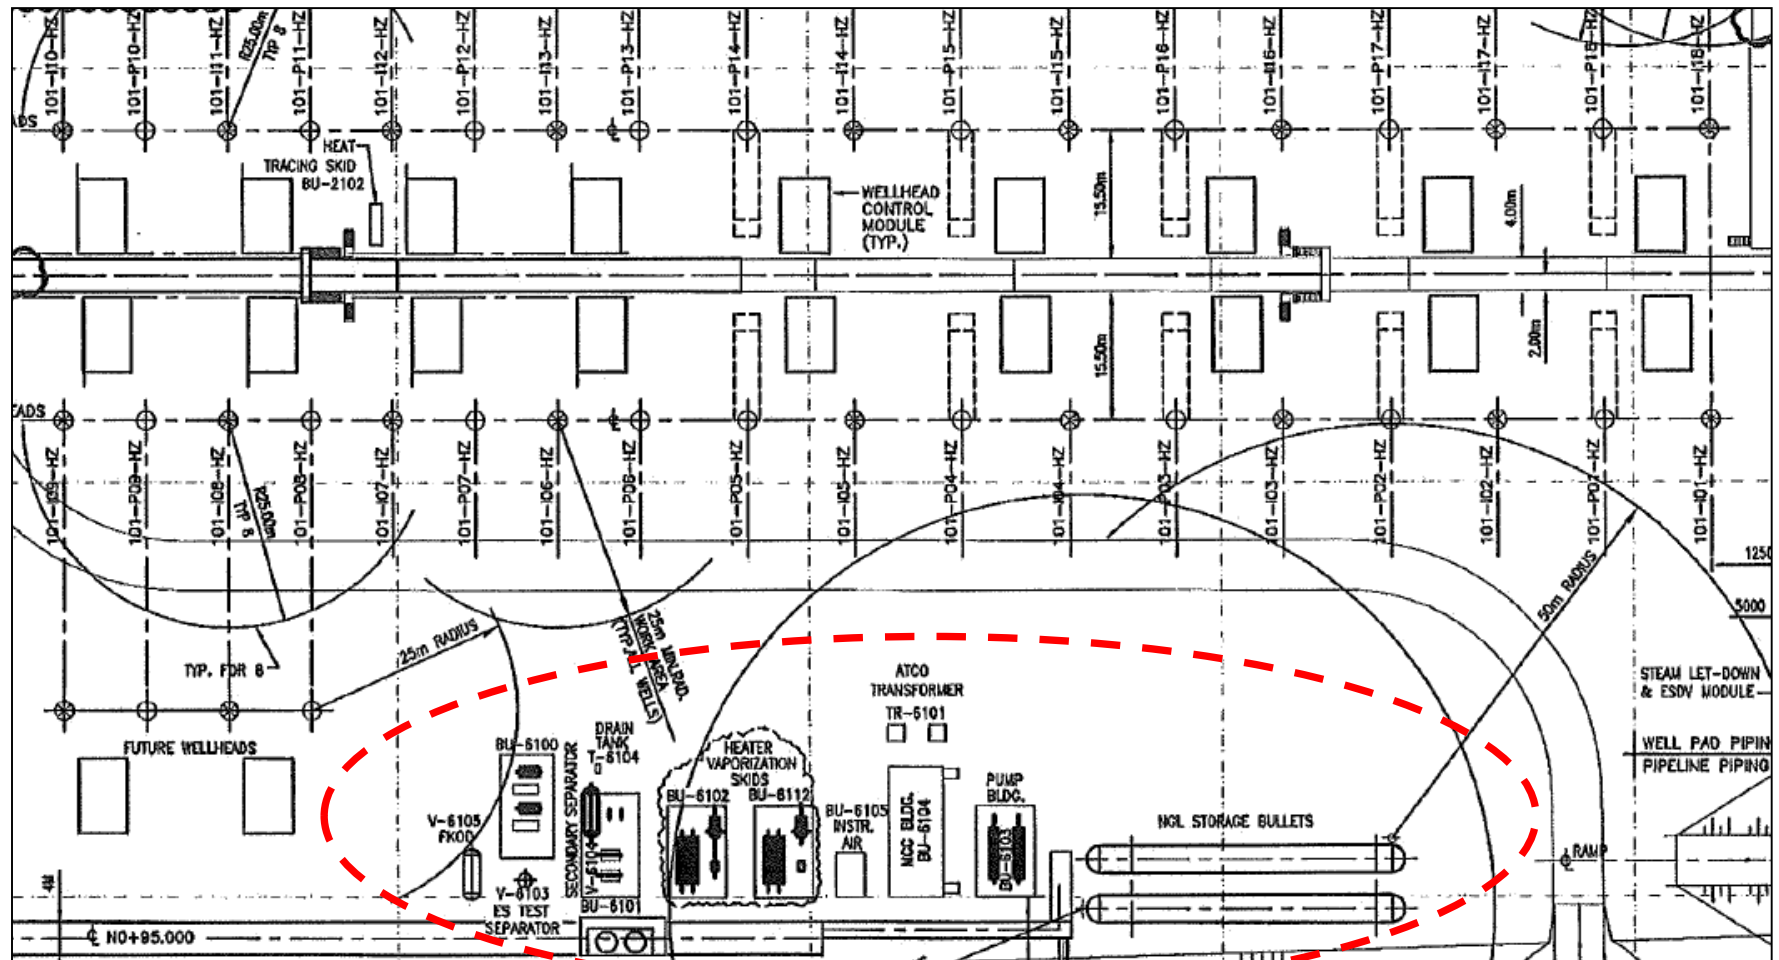 101-I10-HZ
101-P10-HZ
101-I11-HZ
R25.00m
TYP 8
101-P11-HZ
101-I12-HZ
101-P12-HZ
101-I13-HZ
101-P13-HZ
101-P14-HZ
101-I14-HZ
101-P15-HZ
101-I15-HZ
101-P16-HZ
101-I16-HZ
101-P17-HZ
101-I17-HZ
101-P18-HZ
101-I18-HZ
HEAT
TRACING SKID
BU-2102
WELLHEAD
CONTROL
MODULE
(TYP.)
15.50m
4.00m
15.50m
2.00m
101-I09-HZ
101-P09-HZ
101-I08-HZ
R25.00m
TYP 8
101-P08-HZ
101-I07-HZ
101-P07-HZ
101-I06-HZ
101-P06-HZ
101-P05-HZ
101-I05-HZ
101-P04-HZ
101-I04-HZ
101-P03-HZ
101-I03-HZ
101-P02-HZ
101-I02-HZ
101-P01-HZ
101-I01-HZ
1250
5000
50m RADIUS
25m RADIUS
25m MIN.RAD.
WORK AREA
(TYP. ALL WELLS)
TYP. FOR 8
FUTURE WELLHEADS
ATCO
TRANSFORMER
TR-6101
STEAM LET-DOWN
& ESDV MODULE
WELL PAD PIPIN
PIPELINE PIPING
BU-6100
SECONDARY SEPARATOR
V-6104
DRAIN
TANK
T-6104
HEATER
VAPORIZATION
SKIDS
BU-6102
BU-6112
BU-6105
INSTR.
AIR
MCC BLDG.
BU-6104
PUMP
BLDG.
BU-6103
NGL STORAGE BULLETS
RAMP
V-6105
FKOD
V-6103
ES TEST
SEPARATOR
BU-6101
4M
N0+95.000